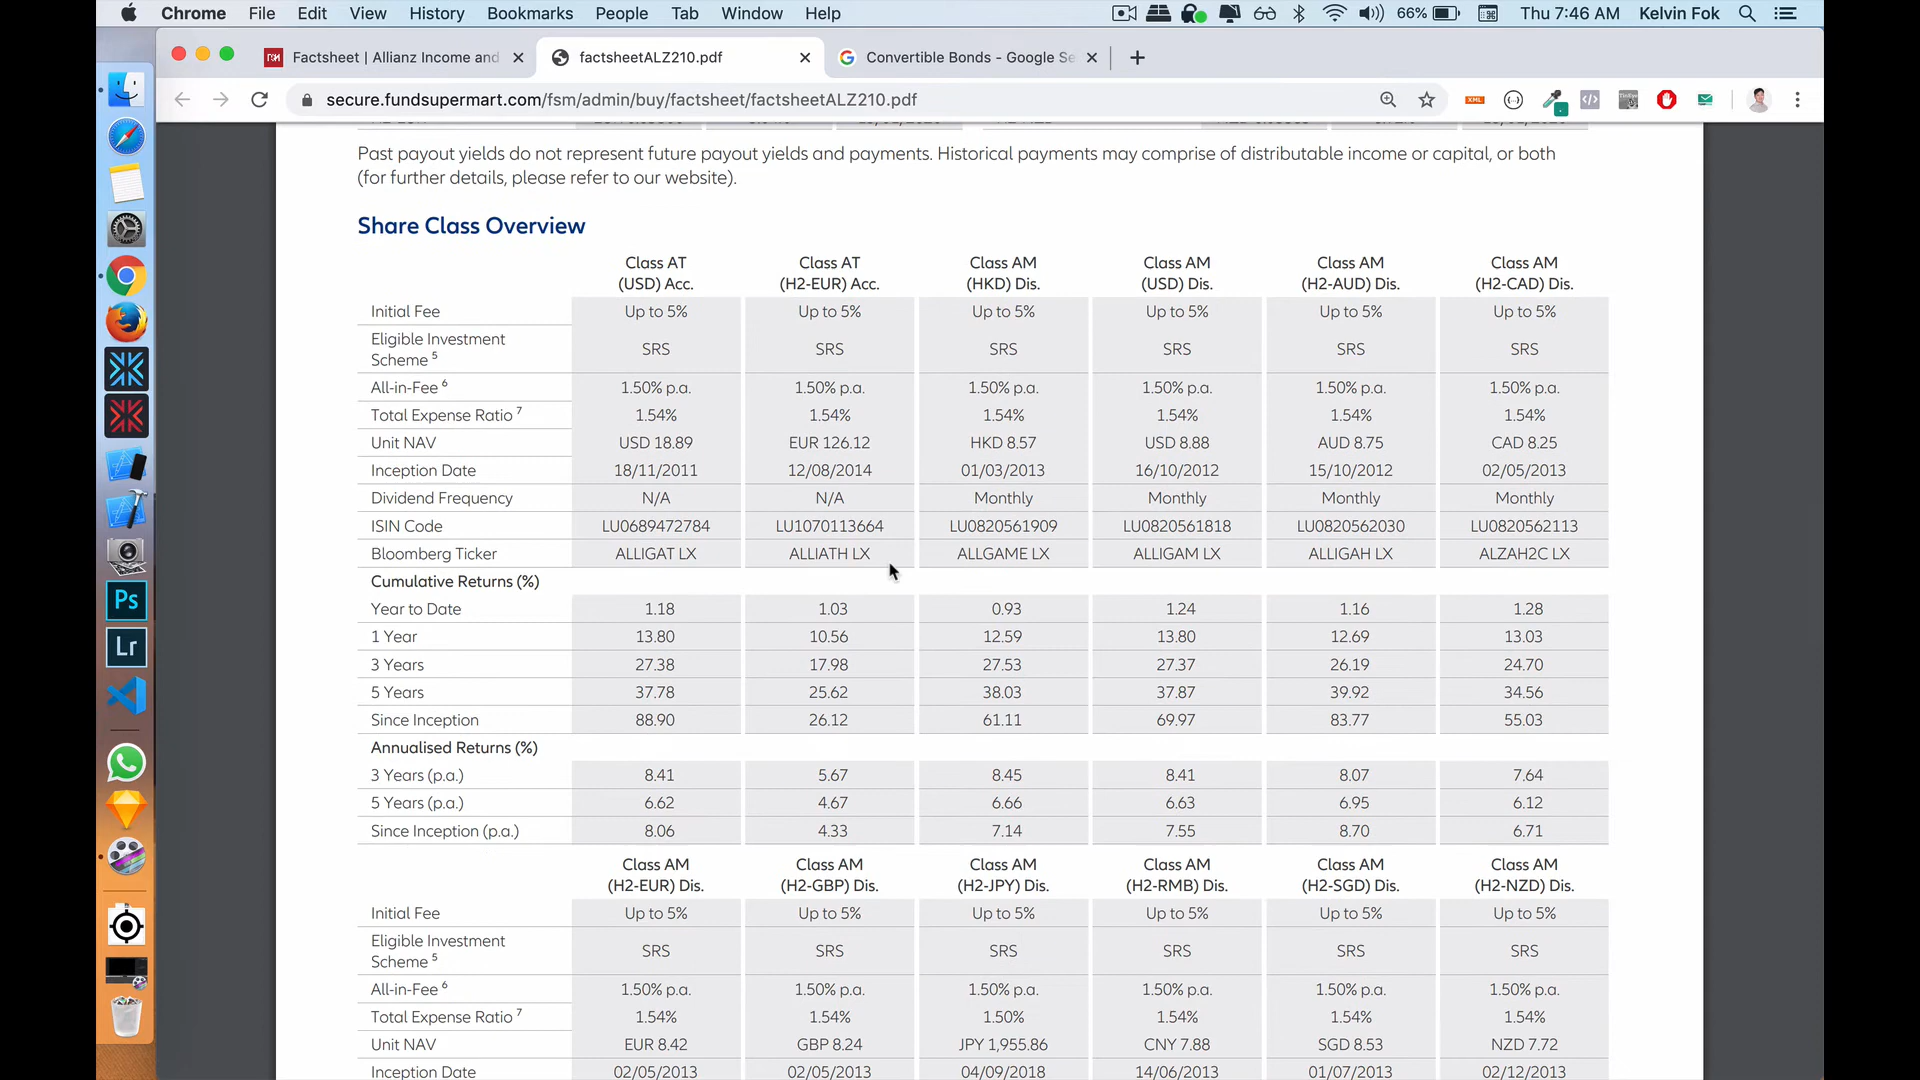 Chrome File Edit View History Bookmarks People Tab Window Help 66% Thu 7:46 AM Kelvin Fok
Factsheet | Allianz Income and
factsheetALZ210.pdf
Convertible Bonds - Google Se
secure.fundsupermart.com/fsm/admin/buy/factsheet/factsheetALZ210.pdf
Past payout yields do not represent future payout yields and payments. Historical payments may comprise of distributable income or capital, or both
(for further details, please refer to our website).
Share Class Overview
Class AT Class AT Class AM Class AM Class AM Class AM
(USD) Acc. (H2-EUR) Acc. (HKD) Dis. (USD) Dis. (H2-AUD) Dis. (H2-CAD) Dis.
Initial Fee Up to 5% Up to 5% Up to 5% Up to 5% Up to 5% Up to 5%
Eligible Investment
Scheme 5 SRS SRS SRS SRS SRS SRS
All-in-Fee 6 1.50% p.a. 1.50% p.a. 1.50% p.a. 1.50% p.a. 1.50% p.a. 1.50% p.a.
Total Expense Ratio 7 1.54% 1.54% 1.54% 1.54% 1.54% 1.54%
Unit NAV USD 18.89 EUR 126.12 HKD 8.57 USD 8.88 AUD 8.75 CAD 8.25
Inception Date 18/11/2011 12/08/2014 01/03/2013 16/10/2012 15/10/2012 02/05/2013
Dividend Frequency N/A N/A Monthly Monthly Monthly Monthly
ISIN Code LU0689472784 LU1070113664 LU0820561909 LU0820561818 LU0820562030 LU0820562113
Bloomberg Ticker ALLIGAT LX ALLIATH LX ALLGAME LX ALLIGAM LX ALLIGAH LX ALZAH2C LX
Cumulative Returns (%)
Year to Date 1.18 1.03 0.93 1.24 1.16 1.28
1 Year 13.80 10.56 12.59 13.80 12.69 13.03
3 Years 27.38 17.98 27.53 27.37 26.19 24.70
5 Years 37.78 25.62 38.03 37.87 39.92 34.56
Since Inception 88.90 26.12 61.11 69.97 83.77 55.03
Annualised Returns (%)
3 Years (p.a.) 8.41 5.67 8.45 8.41 8.07 7.64
5 Years (p.a.) 6.62 4.67 6.66 6.63 6.95 6.12
Since Inception (p.a.) 8.06 4.33 7.14 7.55 8.70 6.71
Class AM Class AM Class AM Class AM Class AM Class AM
(H2-EUR) Dis. (H2-GBP) Dis. (H2-JPY) Dis. (H2-RMB) Dis. (H2-SGD) Dis. (H2-NZD) Dis.
Initial Fee Up to 5% Up to 5% Up to 5% Up to 5% Up to 5% Up to 5%
Eligible Investment
Scheme 5 SRS SRS SRS SRS SRS SRS
All-in-Fee 6 1.50% p.a. 1.50% p.a. 1.50% p.a. 1.50% p.a. 1.50% p.a. 1.50% p.a.
Total Expense Ratio 7 1.54% 1.54% 1.50% 1.54% 1.54% 1.54%
Unit NAV EUR 8.42 GBP 8.24 JPY 1,955.86 CNY 7.88 SGD 8.53 NZD 7.72
Inception Date 02/05/2013 02/05/2013 04/09/2018 14/06/2013 01/07/2013 02/12/2013
Ps
Lr